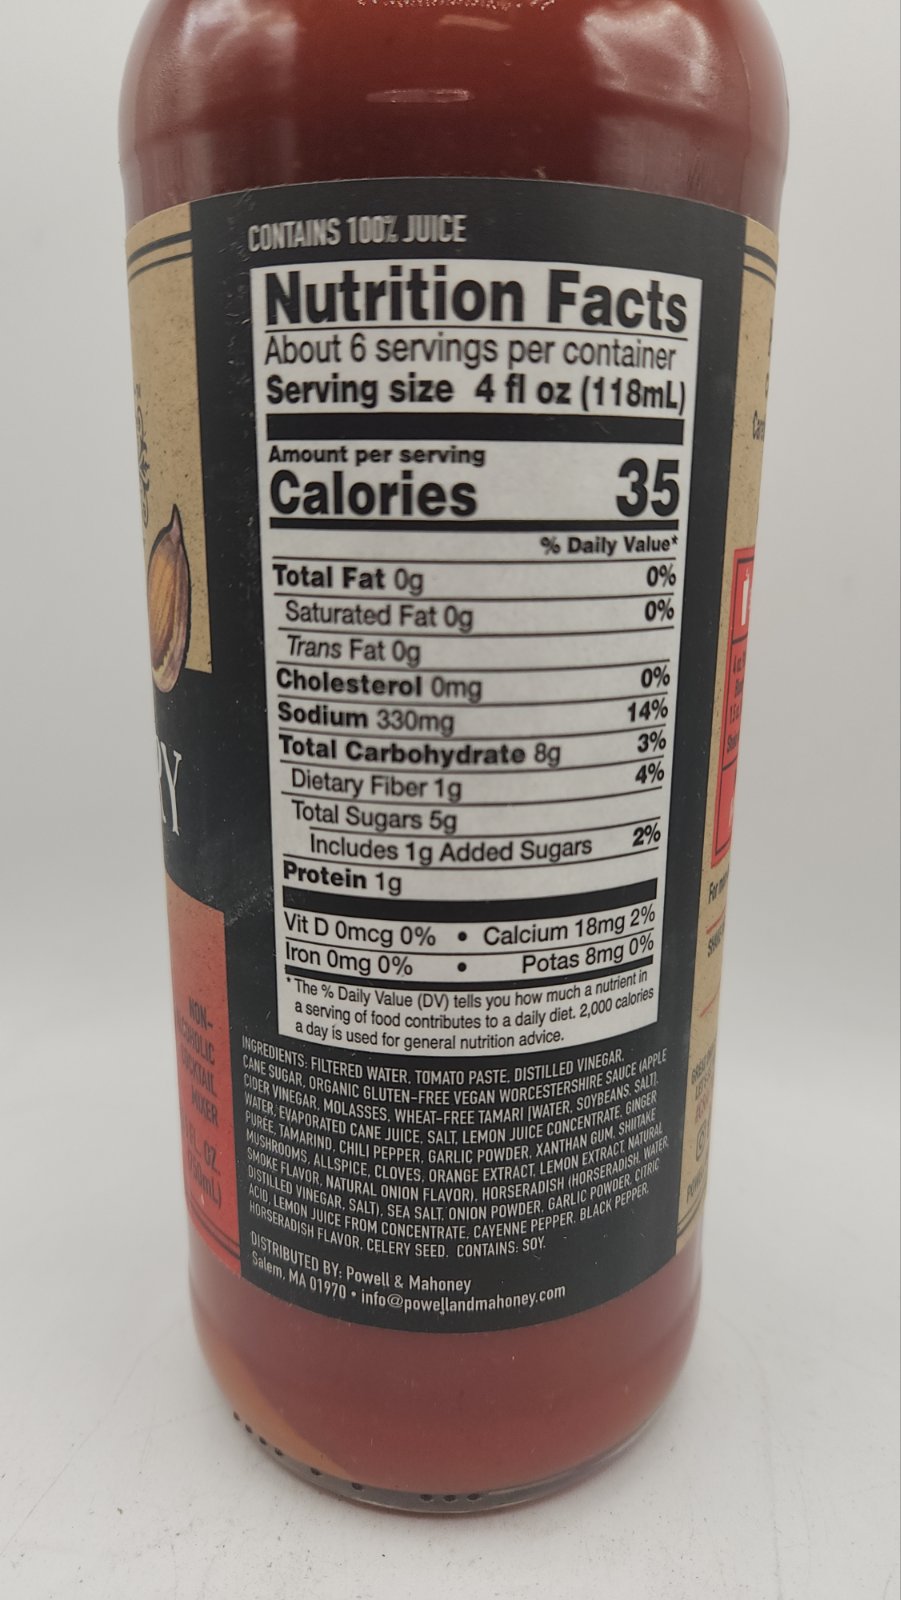 CONTAINS 100% JUICE
Nutrition Facts
About 6 servings per container
Serving size 4 fl oz (118mL)
Amount per serving
Calories 35
% Daily Value*
Total Fat 0g 0%
Saturated Fat 0g 0%
Trans Fat 0g
Cholesterol 0mg 0%
Sodium 330mg 14%
Total Carbohydrate 8g 3%
Dietary Fiber 1g 4%
Total Sugars 5g
Includes 1g Added Sugars 2%
Protein 1g
Vit D 0mcg 0% • Calcium 18mg 2%
Iron 0mg 0% • Potas 8mg 0%
*The % Daily Value (DV) tells you how much a nutrient in
a serving of food contributes to a daily diet. 2,000 calories
a day is used for general nutrition advice.
INGREDIENTS: FILTERED WATER, TOMATO PASTE, DISTILLED VINEGAR,
CANE SUGAR, ORGANIC GLUTEN-FREE VEGAN WORCESTERSHIRE SAUCE (APPLE
CIDER VINEGAR, MOLASSES, WHEAT-FREE TAMARI [WATER, SOYBEANS, SALT],
WATER, EVAPORATED CANE JUICE, SALT, LEMON JUICE CONCENTRATE, GINGER
PUREE, TAMARIND, CHILI PEPPER, GARLIC POWDER, XANTHAN GUM, SHIITAKE
MUSHROOMS, ALLSPICE, CLOVES, ORANGE EXTRACT, LEMON EXTRACT, NATURAL
SMOKE FLAVOR, NATURAL ONION FLAVOR), HORSERADISH (HORSERADISH, WATER,
DISTILLED VINEGAR, SALT), SEA SALT, ONION POWDER, GARLIC POWDER, CITRIC
ACID, LEMON JUICE FROM CONCENTRATE, CAYENNE PEPPER, BLACK PEPPER,
HORSERADISH FLAVOR, CELERY SEED. CONTAINS: SOY.
DISTRIBUTED BY: Powell & Mahoney
Salem, MA 01970 • info@powellandmahoney.com
NON-
MIXER
FL. OZ.